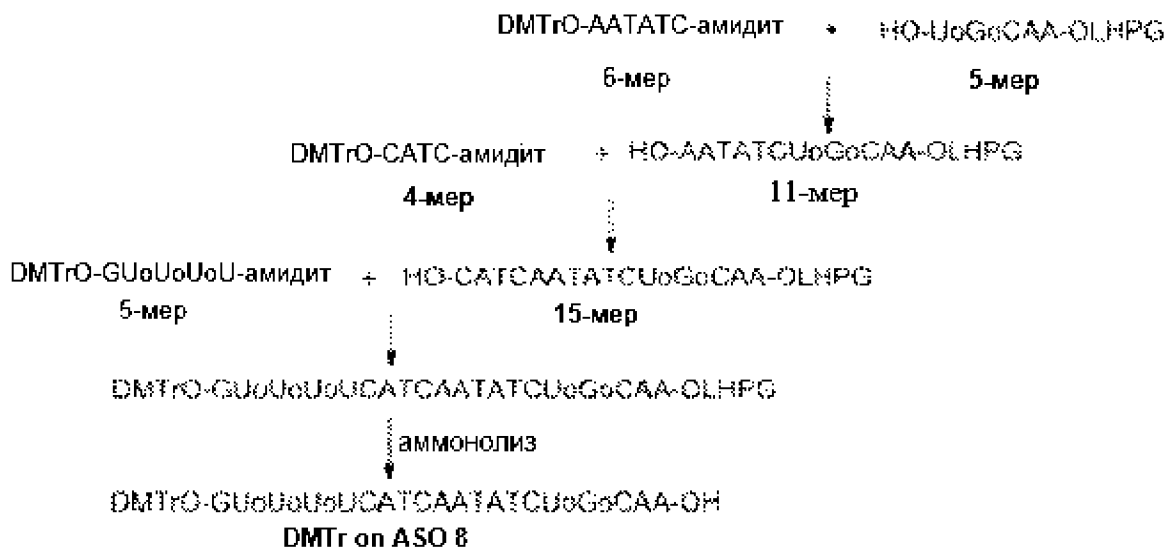 DMTrO-AATATC-амидит + HO-UoGoCAA-OLHPG
6-мер 5-мер
DMTrO-CATC-амидит + HO-AATATCUoGoCAA-OLHPG
4-мер 11-мер
DMTrO-GUoUoUoU-амидит + HO-CATCAATATCUoGoCAA-OLHPG
5-мер 15-мер
DMTrO-GUoUoUoUCATCAATATCUoGoCAA-OLHPG
аммонолиз
DMTrO-GUoUoUoUCATCAATATCUoGoCAA-OH
DMTr on ASO 8